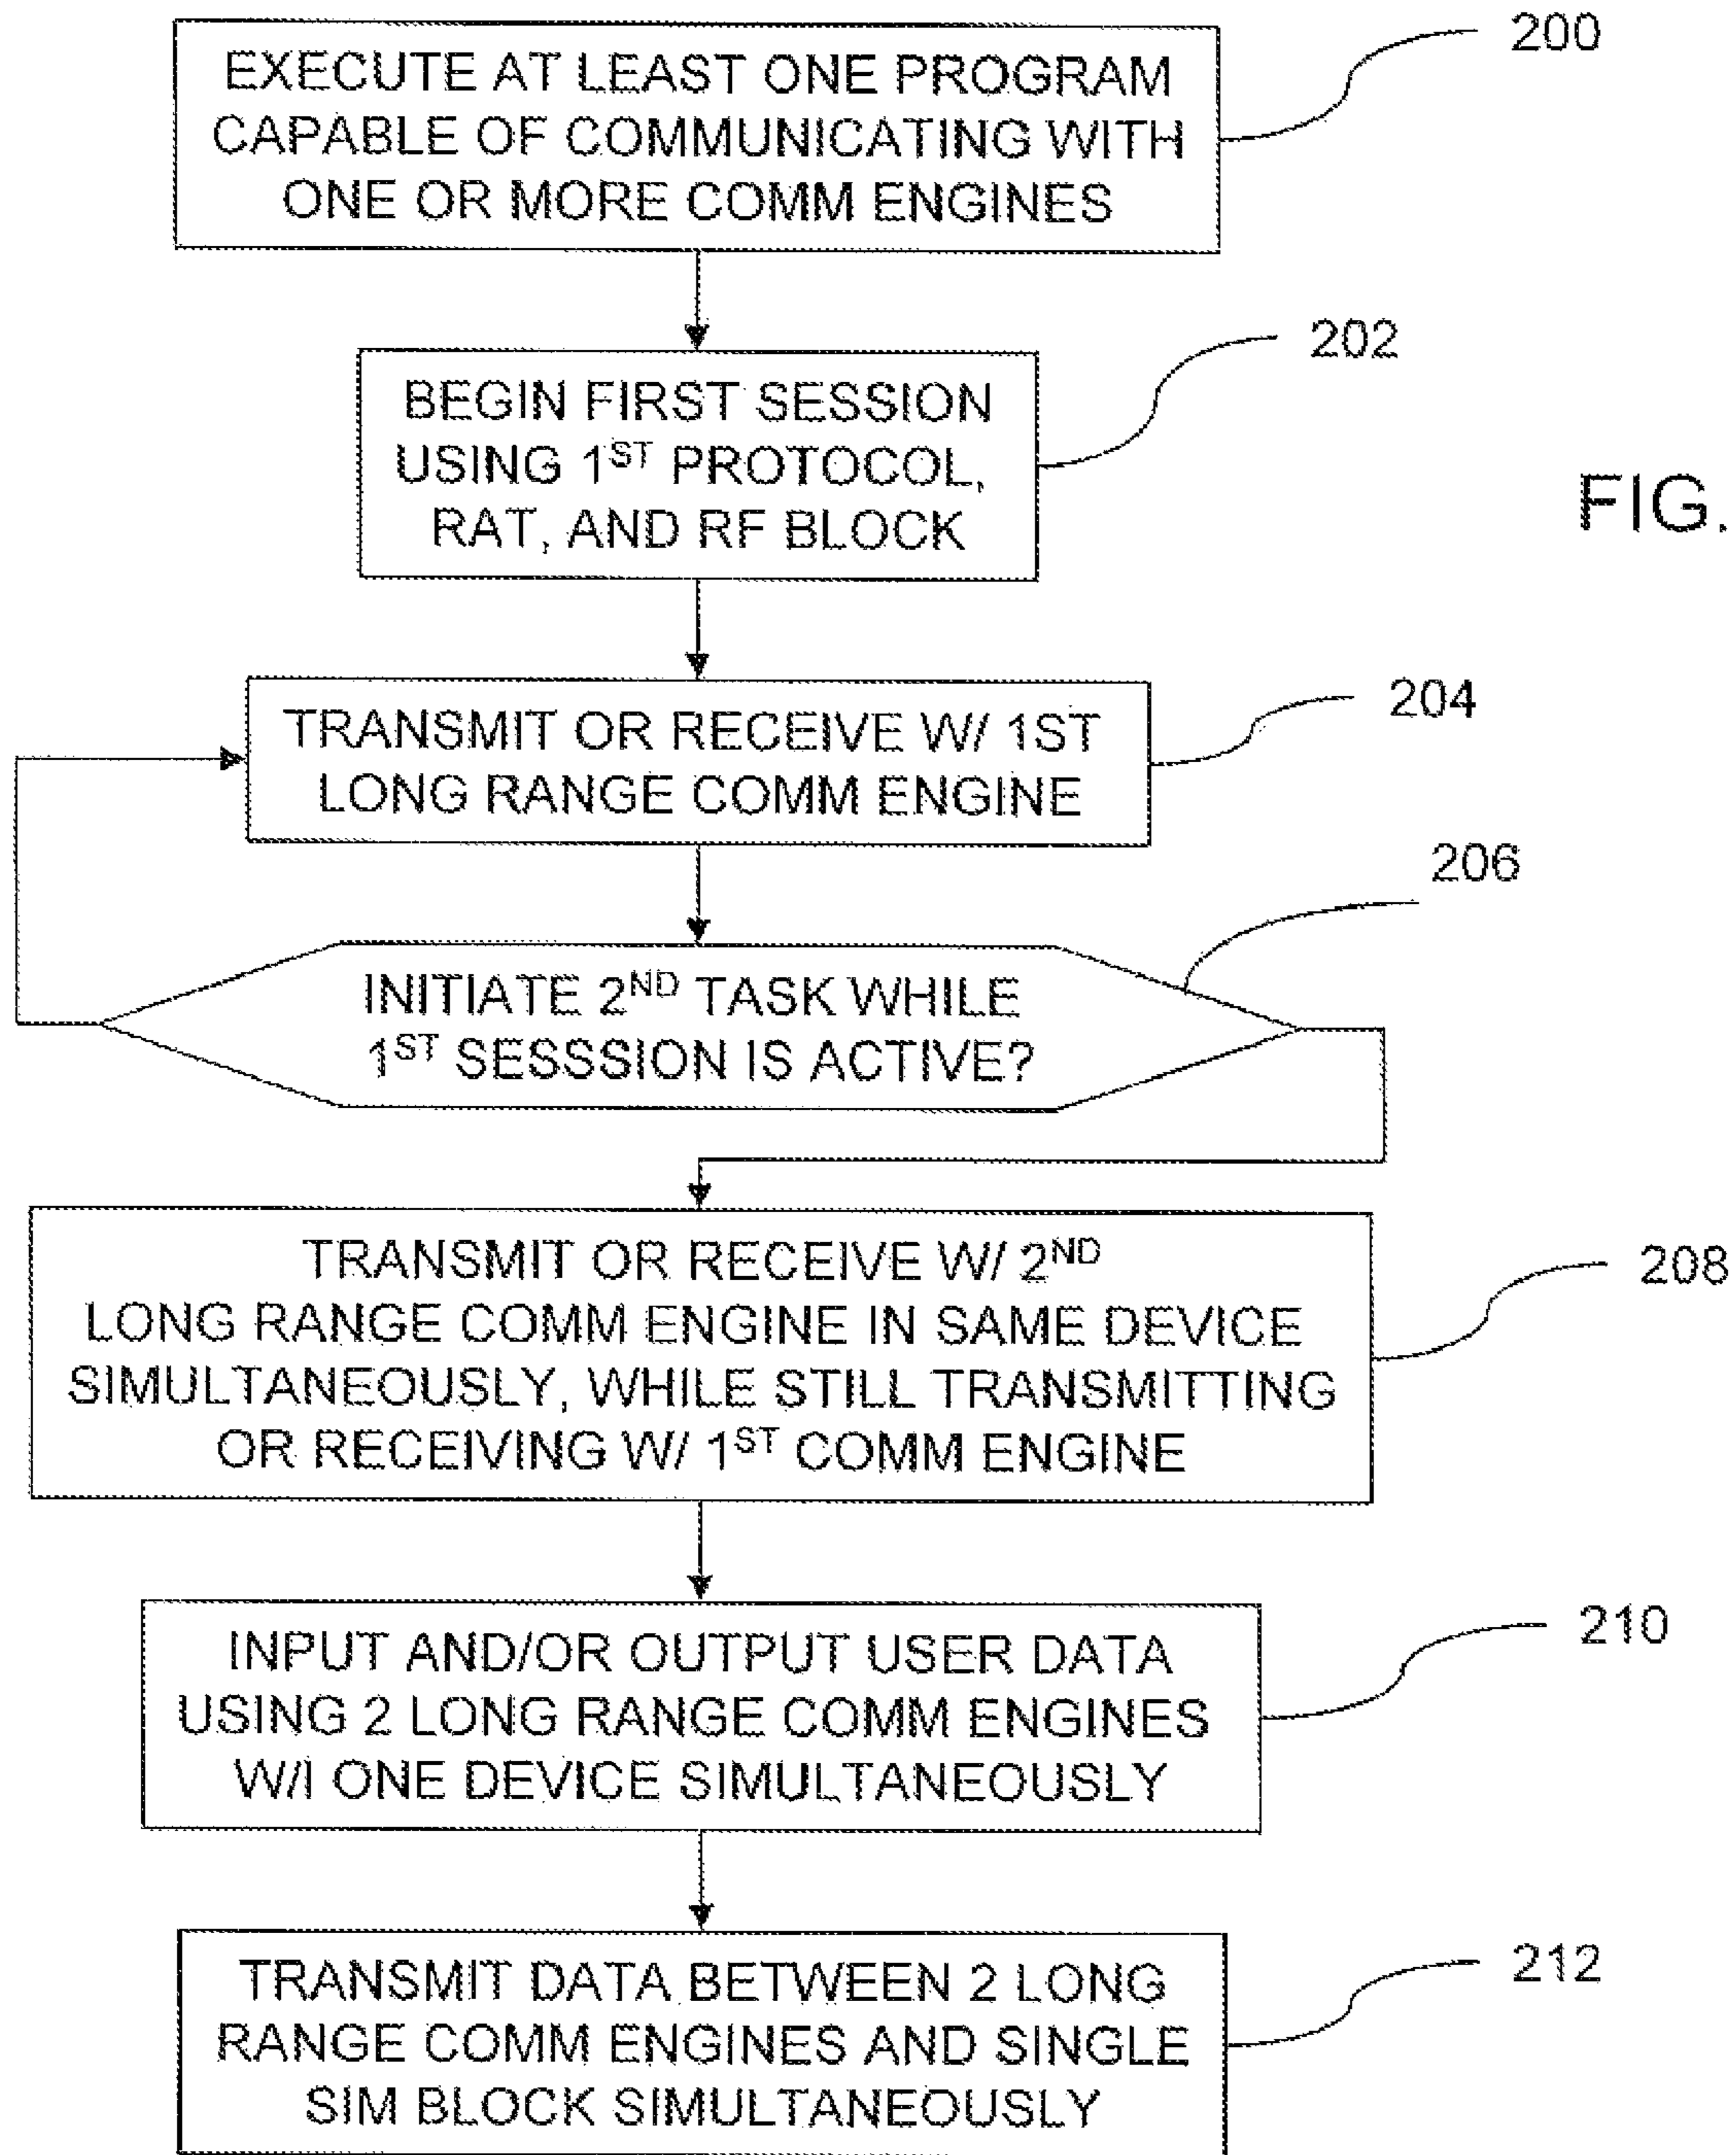 EXECUTE AT LEAST ONE PROGRAM
CAPABLE OF COMMUNICATING WITH
ONE OR MORE COMM ENGINES
200
BEGIN FIRST SESSION
USING 1ST PROTOCOL,
RAT, AND RF BLOCK
202
FIG.
TRANSMIT OR RECEIVE W/ 1ST
LONG RANGE COMM ENGINE
204
206
INITIATE 2ND TASK WHILE
1ST SESSSION IS ACTIVE?
TRANSMIT OR RECEIVE W/ 2ND
LONG RANGE COMM ENGINE IN SAME DEVICE
SIMULTANEOUSLY, WHILE STILL TRANSMITTING
OR RECEIVING W/ 1ST COMM ENGINE
208
INPUT AND/OR OUTPUT USER DATA
USING 2 LONG RANGE COMM ENGINES
W/I ONE DEVICE SIMULTANEOUSLY
210
TRANSMIT DATA BETWEEN 2 LONG
RANGE COMM ENGINES AND SINGLE
SIM BLOCK SIMULTANEOUSLY
212